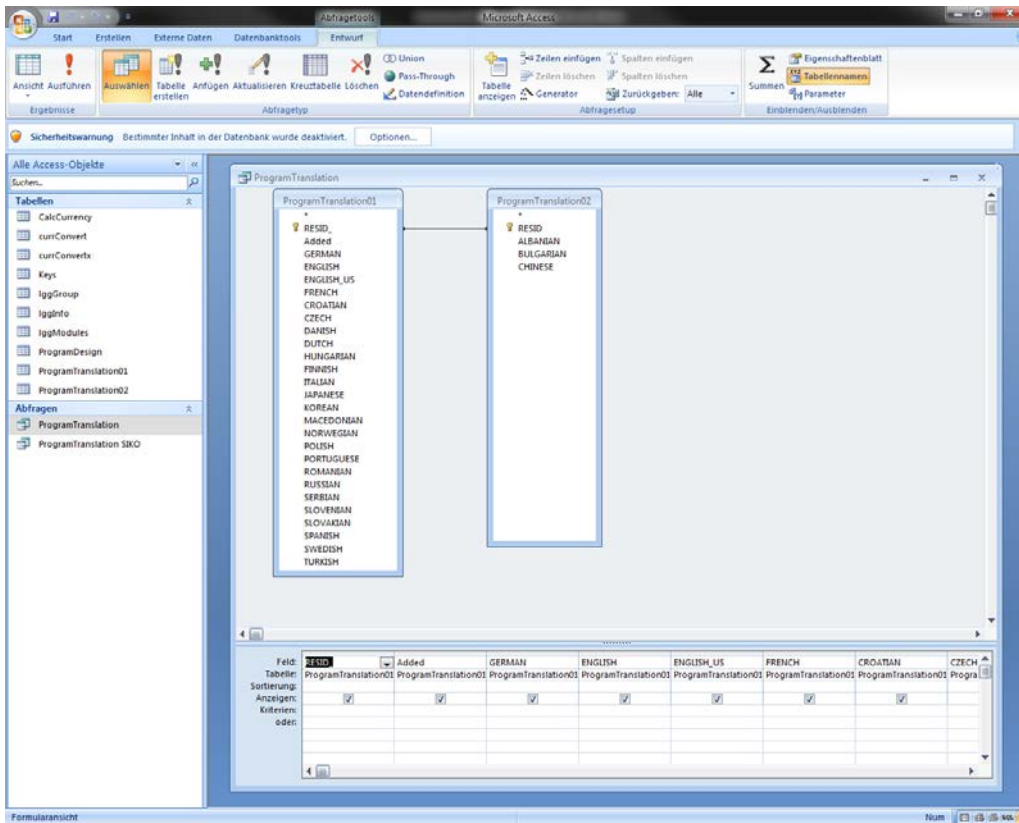 Abfragetools
Microsoft Access
Start Erstellen Externe Daten Datenbanktools Entwurf
Ansicht Ausführen
Ergebnisse
Auswählen Tabelle erstellen Anfügen Aktualisieren Kreuztabelle Löschen
Union
Pass-Through
Datendefinition
Abfragetyp
Tabelle anzeigen
Zeilen einfügen
Zeilen löschen
Generator
Spalten einfügen
Spalten löschen
Zurückgeben: Alle
Abfragesetup
Summen
Eigenschaftenblatt
Tabellennamen
Parameter
Einblenden/Ausblenden
Sicherheitswarnung Bestimmter Inhalt in der Datenbank wurde deaktiviert. Optionen...
Alle Access-Objekte
Suchen...
Tabellen
CalcCurrency
currConvert
currConvertx
Keys
lggGroup
lggInfo
lggModules
ProgramDesign
ProgramTranslation01
ProgramTranslation02
Abfragen
ProgramTranslation
ProgramTranslation SIKO
ProgramTranslation
ProgramTranslation01
*
RESID_
Added
GERMAN
ENGLISH
ENGLISH_US
FRENCH
CROATIAN
CZECH
DANISH
DUTCH
HUNGARIAN
FINNISH
ITALIAN
JAPANESE
KOREAN
MACEDONIAN
NORWEGIAN
POLISH
PORTUGUESE
ROMANIAN
RUSSIAN
SERBIAN
SLOVENIAN
SLOVAKIAN
SPANISH
SWEDISH
TURKISH
ProgramTranslation02
*
RESID
ALBANIAN
BULGARIAN
CHINESE
Feld: RESID_ Added GERMAN ENGLISH ENGLISH_US FRENCH CROATIAN CZECH
Tabelle: ProgramTranslation01 ProgramTranslation01 ProgramTranslation01 ProgramTranslation01 ProgramTranslation01 ProgramTranslation01 ProgramTranslation01 Progra
Sortierung:
Anzeigen:
Kriterien:
oder:
Formularansicht
Num
SQL